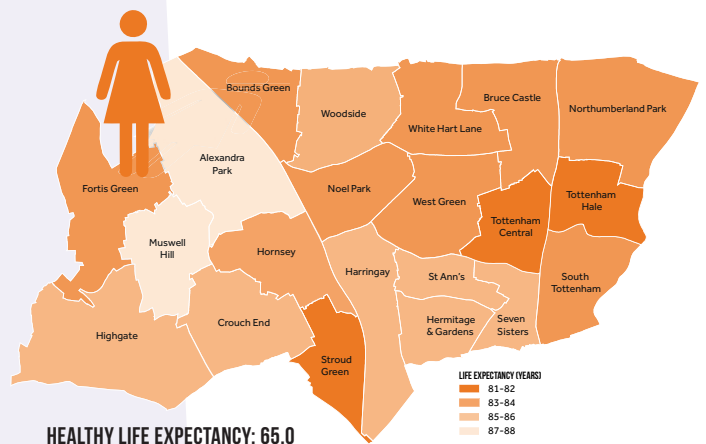 Bounds Green
Woodside
White Hart Lane
Bruce Castle
Northumberland Park
Alexandra
Park
Fortis Green
Noel Park
West Green
Tottenham
Hale
Tottenham
Central
Muswell
Hill
Hornsey
Harringay
St Ann's
South
Tottenham
Highgate
Crouch End
Hermitage
& Gardens
Seven
Sisters
Stroud
Green
LIFE EXPECTANCY (YEARS)
81-82
83-84
85-86
87-88
HEALTHY LIFE EXPECTANCY: 65.0